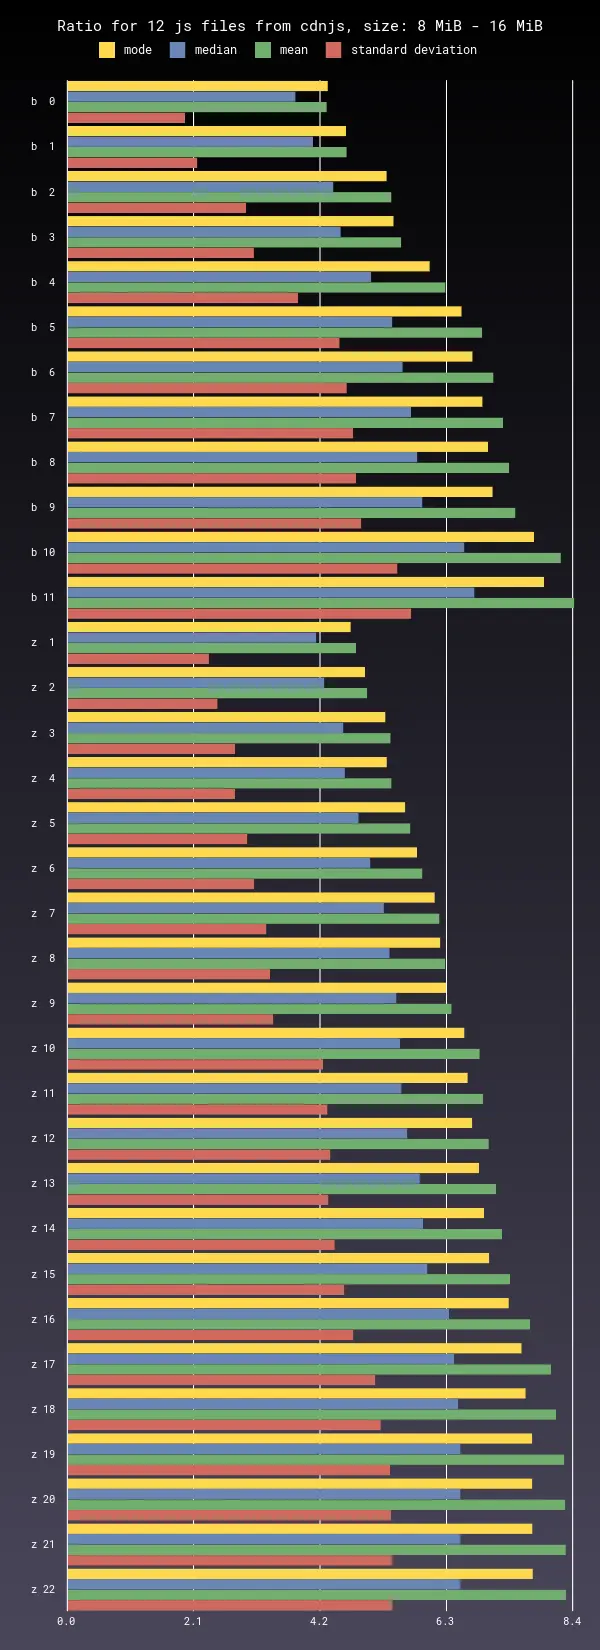 Ratio for 12 js files from cdnjs, size: 8 MiB - 16 MiB
mode median mean standard deviation
b 0
b 1
b 2
b 3
b 4
b 5
b 6
b 7
b 8
b 9
b 10
b 11
z 1
z 2
z 3
z 4
z 5
z 6
z 7
z 8
z 9
z 10
z 11
z 12
z 13
z 14
z 15
z 16
z 17
z 18
z 19
z 20
z 21
z 22
0.0 2.1 4.2 6.3 8.4